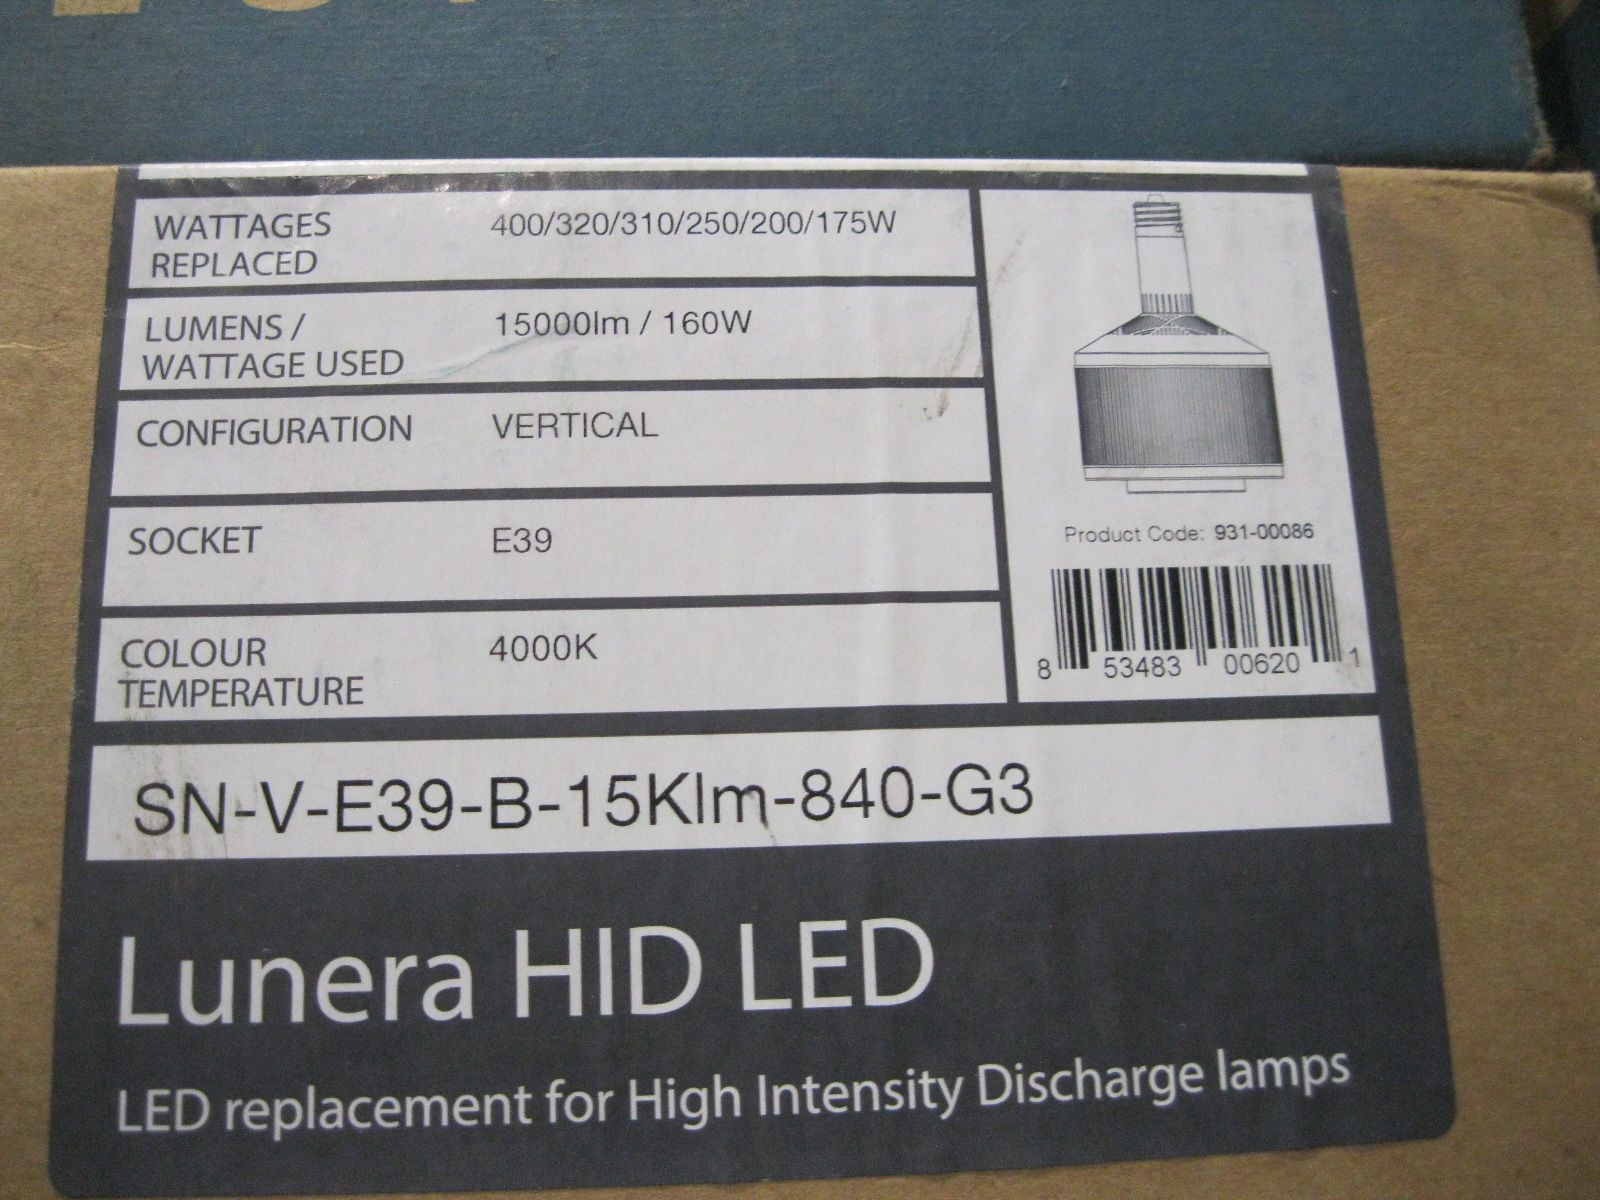 WATTAGES REPLACED 400/320/310/250/200/175W
LUMENS / WATTAGE USED 15000lm / 160W
CONFIGURATION VERTICAL
SOCKET E39
COLOUR TEMPERATURE 4000K
Product Code: 931-00086
8 53483 00620 1
SN-V-E39-B-15Klm-840-G3
Lunera HID LED
LED replacement for High Intensity Discharge lamps